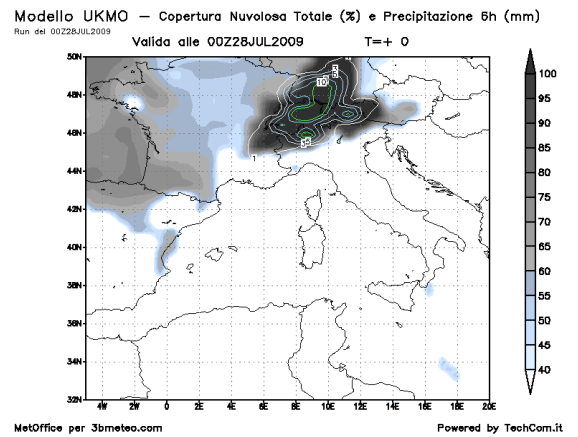 Modello UKMO – Copertura Nuvolosa Totale (%) e Precipitazione 6h (mm)
Run del 00Z28JUL2009
Valida alle 00Z28JUL2009 T=+ 0
50N
48N
46N
44N
42N
40N
38N
36N
34N
32N
4W 2W 0 2E 4E 6E 8E 10E 12E 14E 16E 18E 20E
10
1
100
95
90
85
80
75
70
65
60
55
50
45
40
MetOffice per 3bmeteo.com Powered by TechCom.it